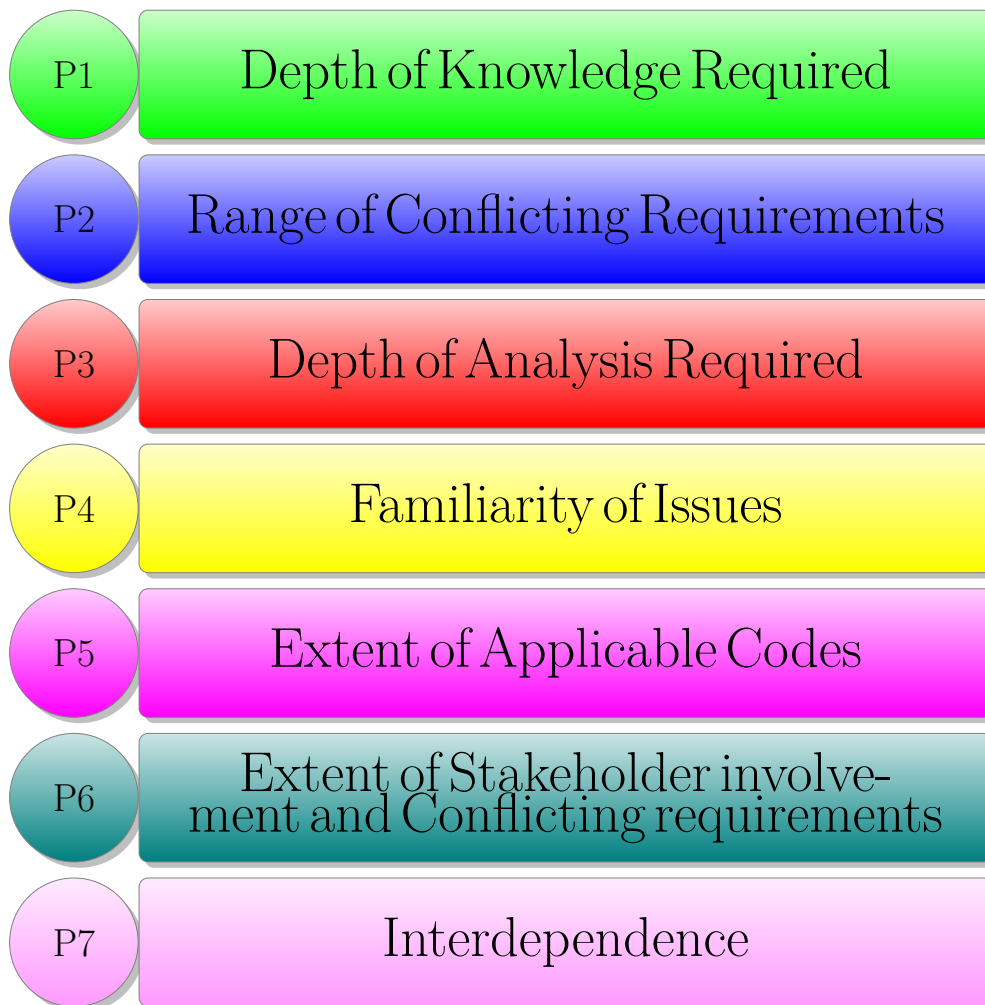 P1 Depth of Knowledge Required
P2 Range of Conflicting Requirements
P3 Depth of Analysis Required
P4 Familiarity of Issues
P5 Extent of Applicable Codes
P6 Extent of Stakeholder involve-
ment and Conflicting requirements
P7 Interdependence